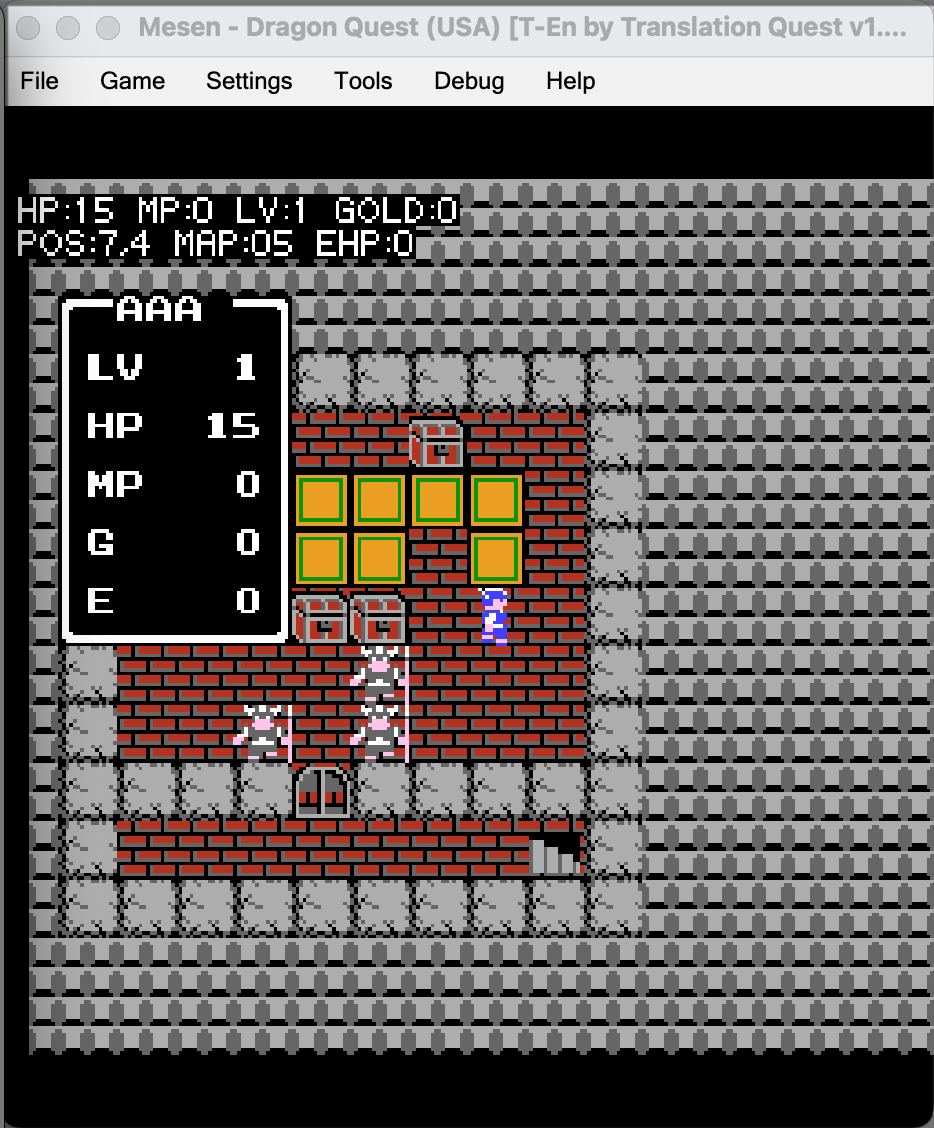 Mesen - Dragon Quest (USA) [T-En by Translation Quest v1....
File Game Settings Tools Debug Help
HP:15 MP:0 LV:1 GOLD:0
POS:7,4 MAP:05 EHP:0
AAA
LV 1
HP 15
MP 0
G 0
E 0